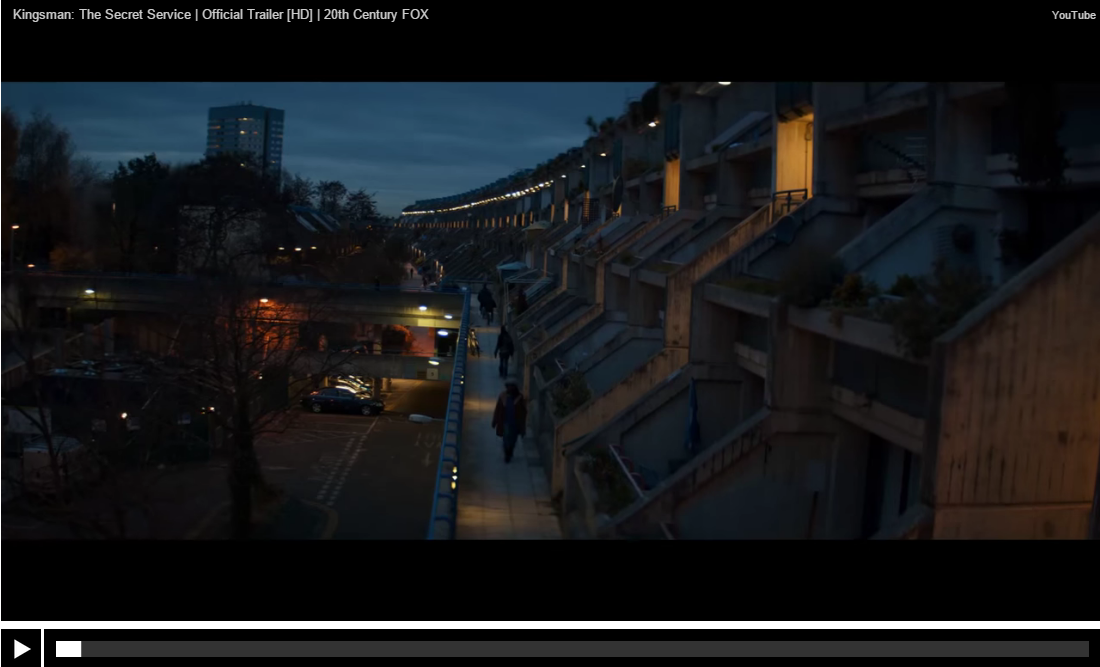 Kingsman: The Secret Service | Official Trailer [HD] | 20th Century FOX
YouTube